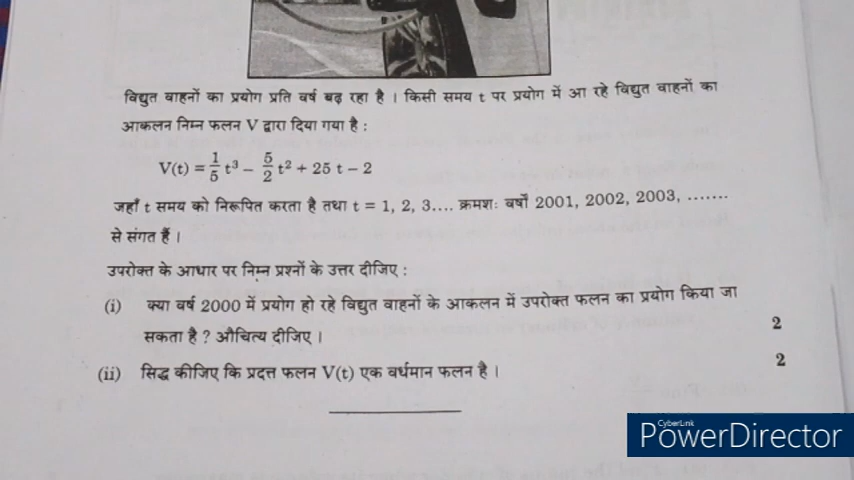 विद्युत वाहनों का प्रयोग प्रति वर्ष बढ़ रहा है । किसी समय t पर प्रयोग में आ रहे विद्युत वाहनों का
आकलन निम्न फलन V द्वारा दिया गया है :
V(t) = 1/5 t³ – 5/2 t² + 25 t – 2
जहाँ t समय को निरूपित करता है तथा t = 1, 2, 3.... क्रमशः वर्षों 2001, 2002, 2003, .......
से संगत हैं ।
उपरोक्त के आधार पर निम्न प्रश्नों के उत्तर दीजिए :
(i) क्या वर्ष 2000 में प्रयोग हो रहे विद्युत वाहनों के आकलन में उपरोक्त फलन का प्रयोग किया जा
सकता है ? औचित्य दीजिए । 2
(ii) सिद्ध कीजिए कि प्रदत्त फलन V(t) एक वर्धमान फलन है । 2
CyberLink
PowerDirector